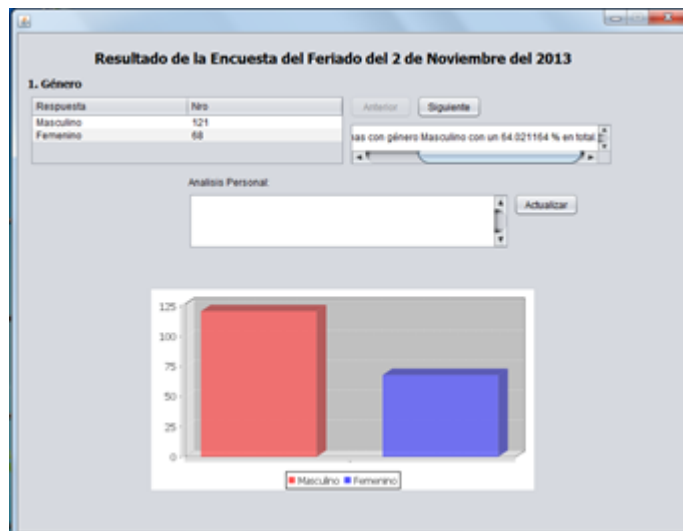 Resultado de la Encuesta del Feriado del 2 de Noviembre del 2013
1. Género
Respuesta Nro
Masculino 121
Femenino 68
Anterior Siguiente
con género Masculino con un 64.021164 % en total.
Analisis Personal:
Actualizar
125
100
75
50
25
0
Masculino Femenino